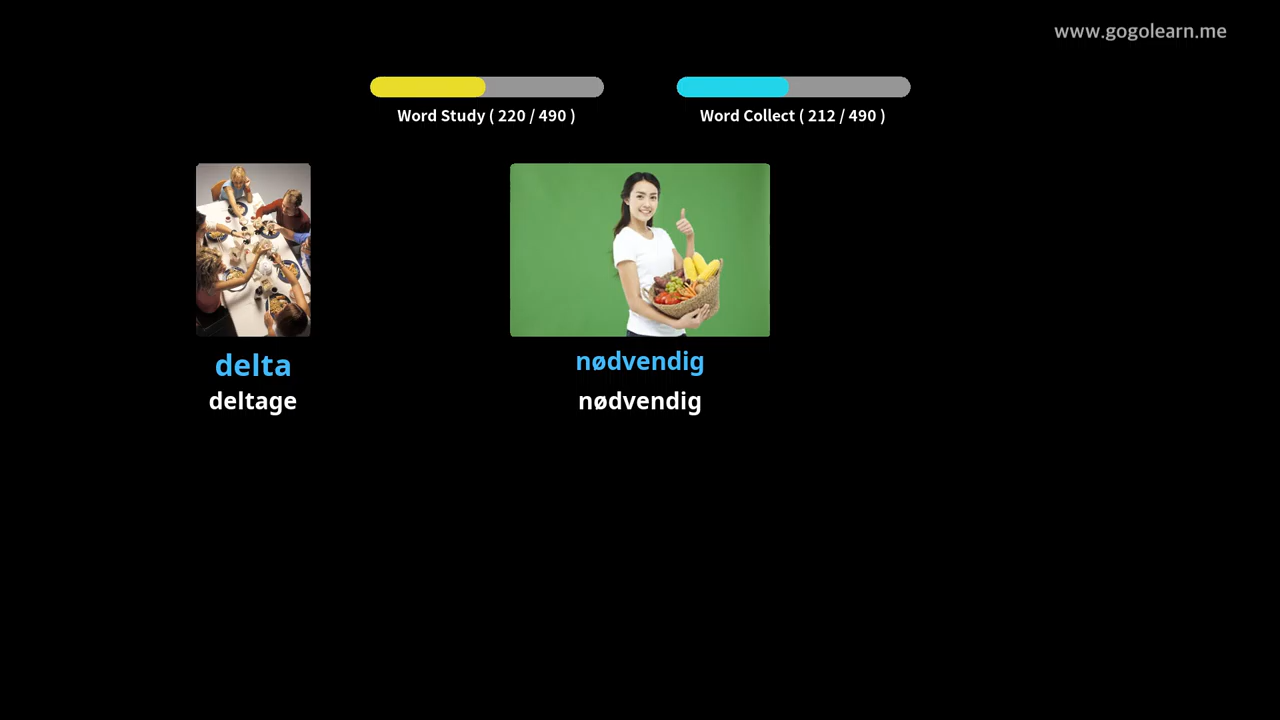 www.gogolearn.me
Word Study ( 220 / 490 )
Word Collect ( 212 / 490 )
delta
deltage
nødvendig
nødvendig